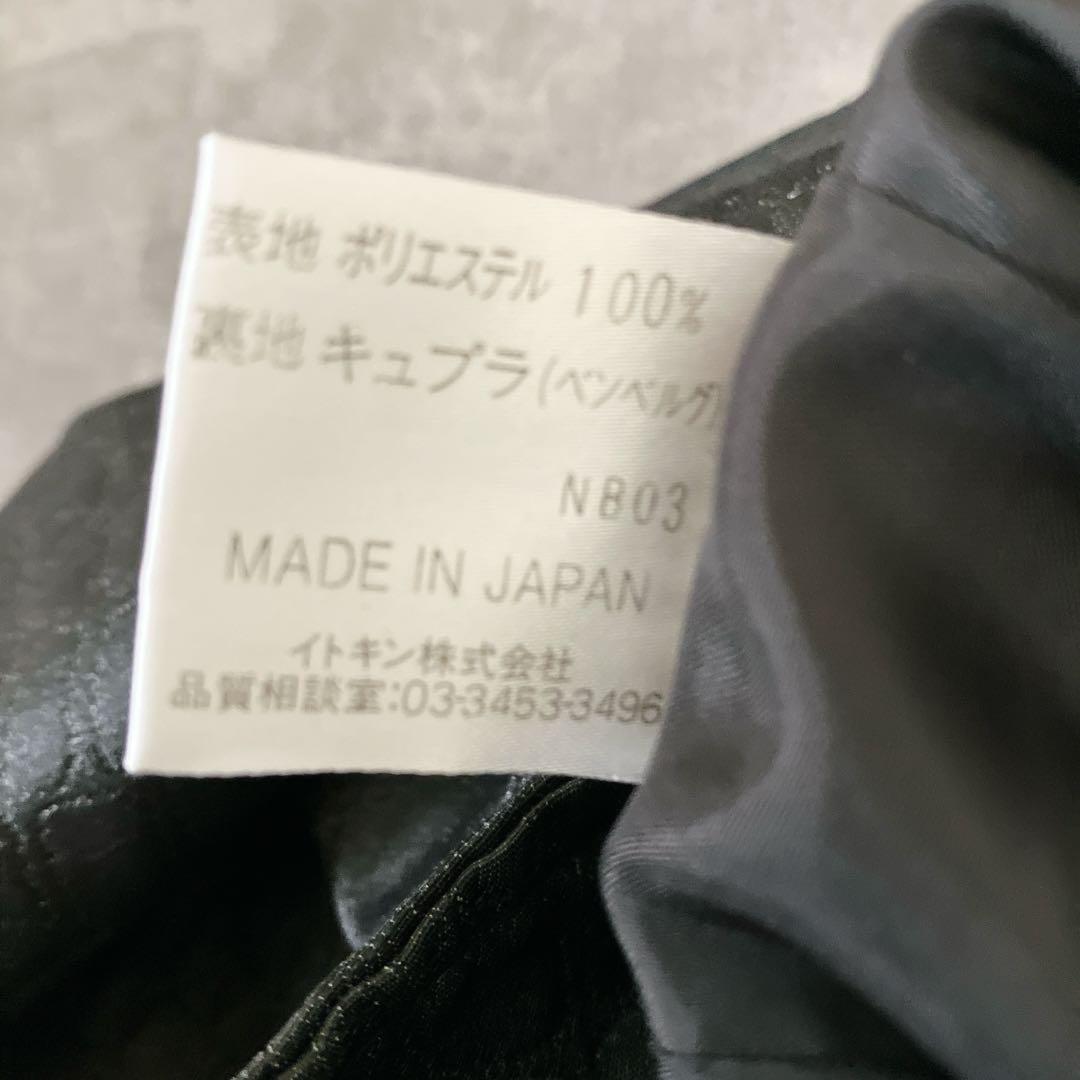 表地 ポリエステル 100%
裏地 キュプラ(ベンベルグ)
NB03
MADE IN JAPAN
イトキン株式会社
品質相談室:03-3453-3496